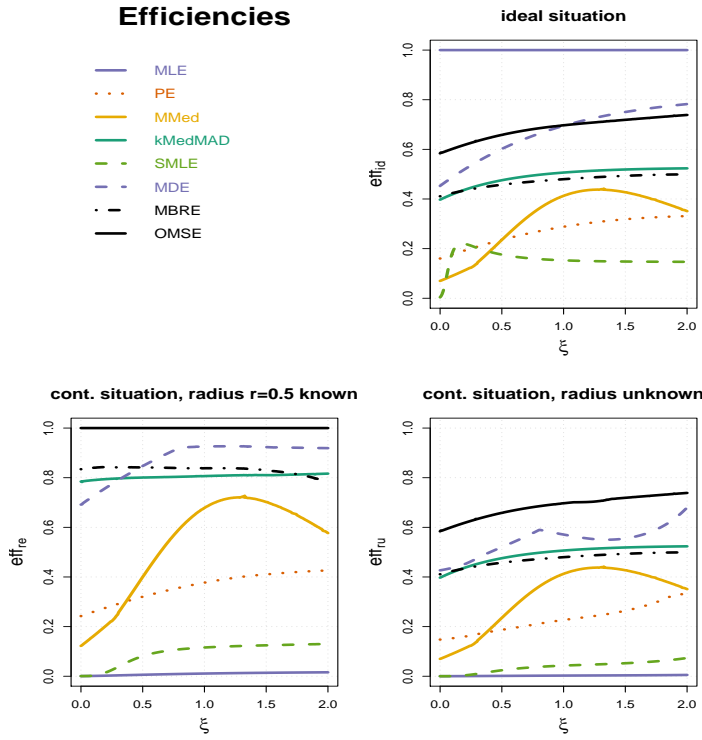 Efficiencies
MLE
PE
MMed
kMedMAD
SMLE
MDE
MBRE
OMSE
ideal situation
eff_id
1.0
0.8
0.6
0.4
0.2
0.0
0.0 0.5 1.0 1.5 2.0
ξ
cont. situation, radius r=0.5 known
eff_re
1.0
0.8
0.6
0.4
0.2
0.0
0.0 0.5 1.0 1.5 2.0
ξ
cont. situation, radius unknown
eff_ru
1.0
0.8
0.6
0.4
0.2
0.0
0.0 0.5 1.0 1.5 2.0
ξ